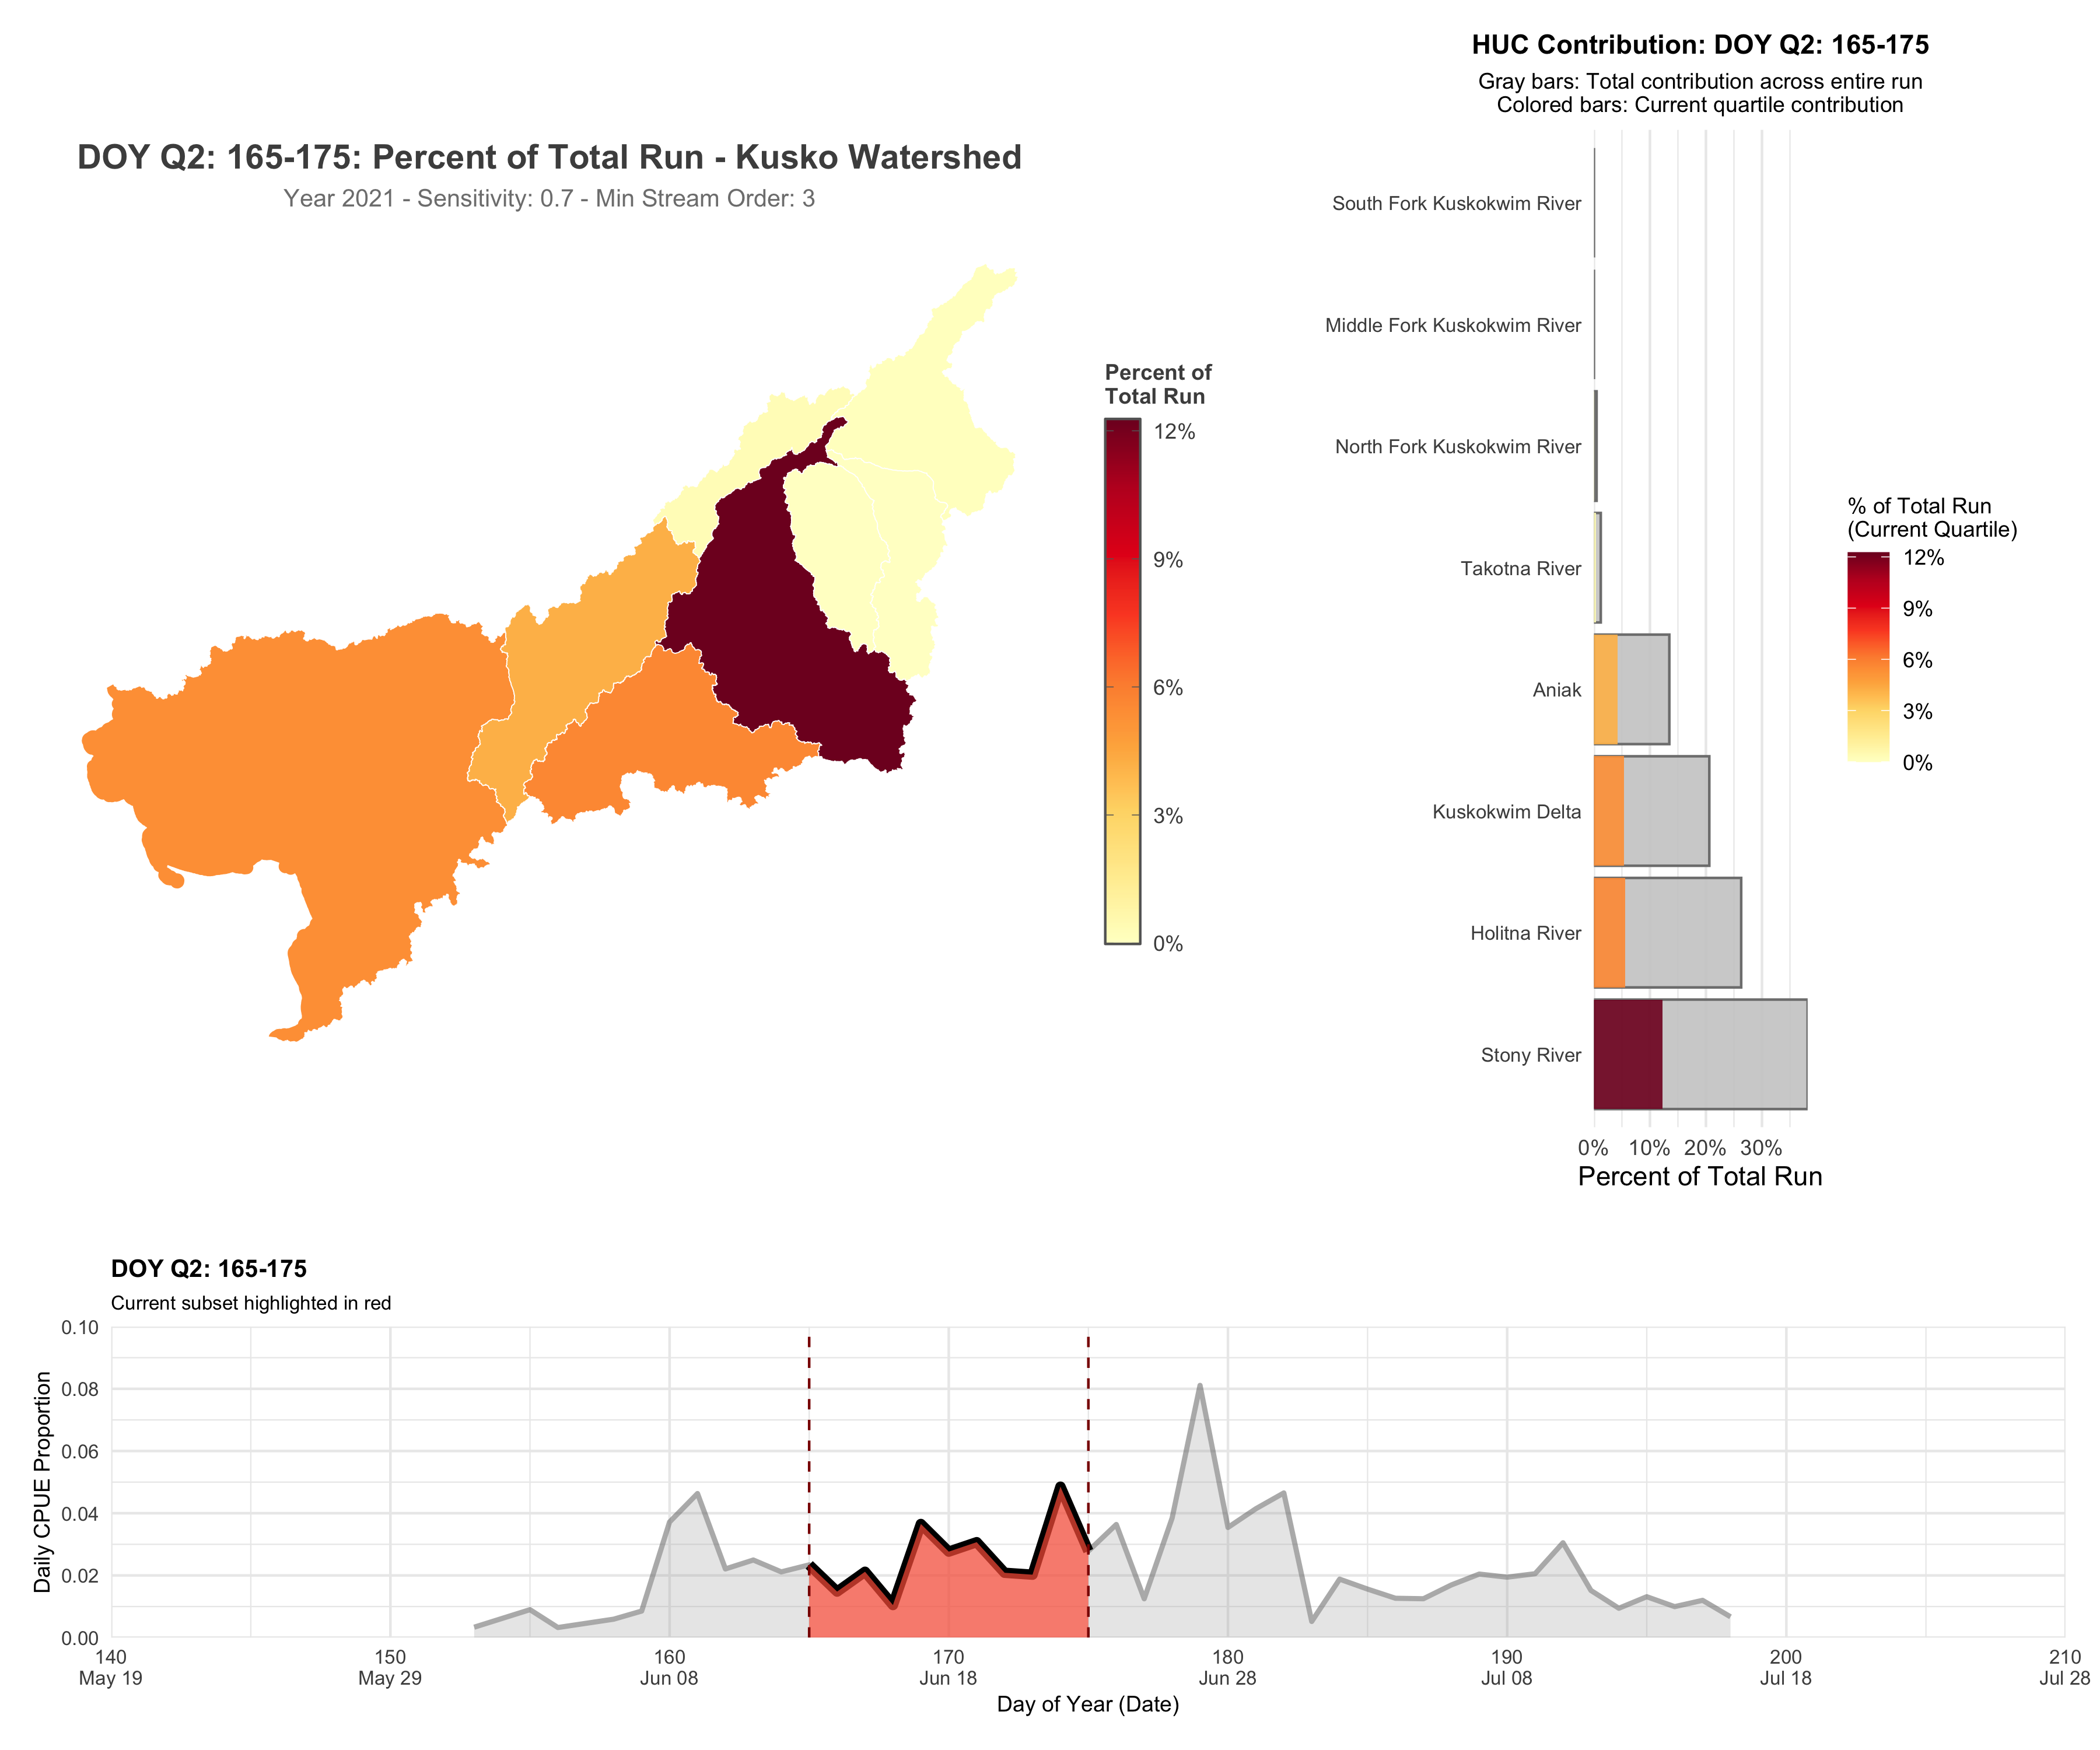 DOY Q2: 165-175: Percent of Total Run - Kusko Watershed
Year 2021 - Sensitivity: 0.7 - Min Stream Order: 3
Percent of
Total Run
12%
9%
6%
3%
0%
HUC Contribution: DOY Q2: 165-175
Gray bars: Total contribution across entire run
Colored bars: Current quartile contribution
South Fork Kuskokwim River
Middle Fork Kuskokwim River
North Fork Kuskokwim River
Takotna River
Aniak
Kuskokwim Delta
Holitna River
Stony River
0% 10% 20% 30%
Percent of Total Run
% of Total Run
(Current Quartile)
12%
9%
6%
3%
0%
DOY Q2: 165-175
Current subset highlighted in red
Daily CPUE Proportion
0.10
0.08
0.06
0.04
0.02
0.00
140 150 160 170 180 190 200 210
May 19 May 29 Jun 08 Jun 18 Jun 28 Jul 08 Jul 18 Jul 28
Day of Year (Date)